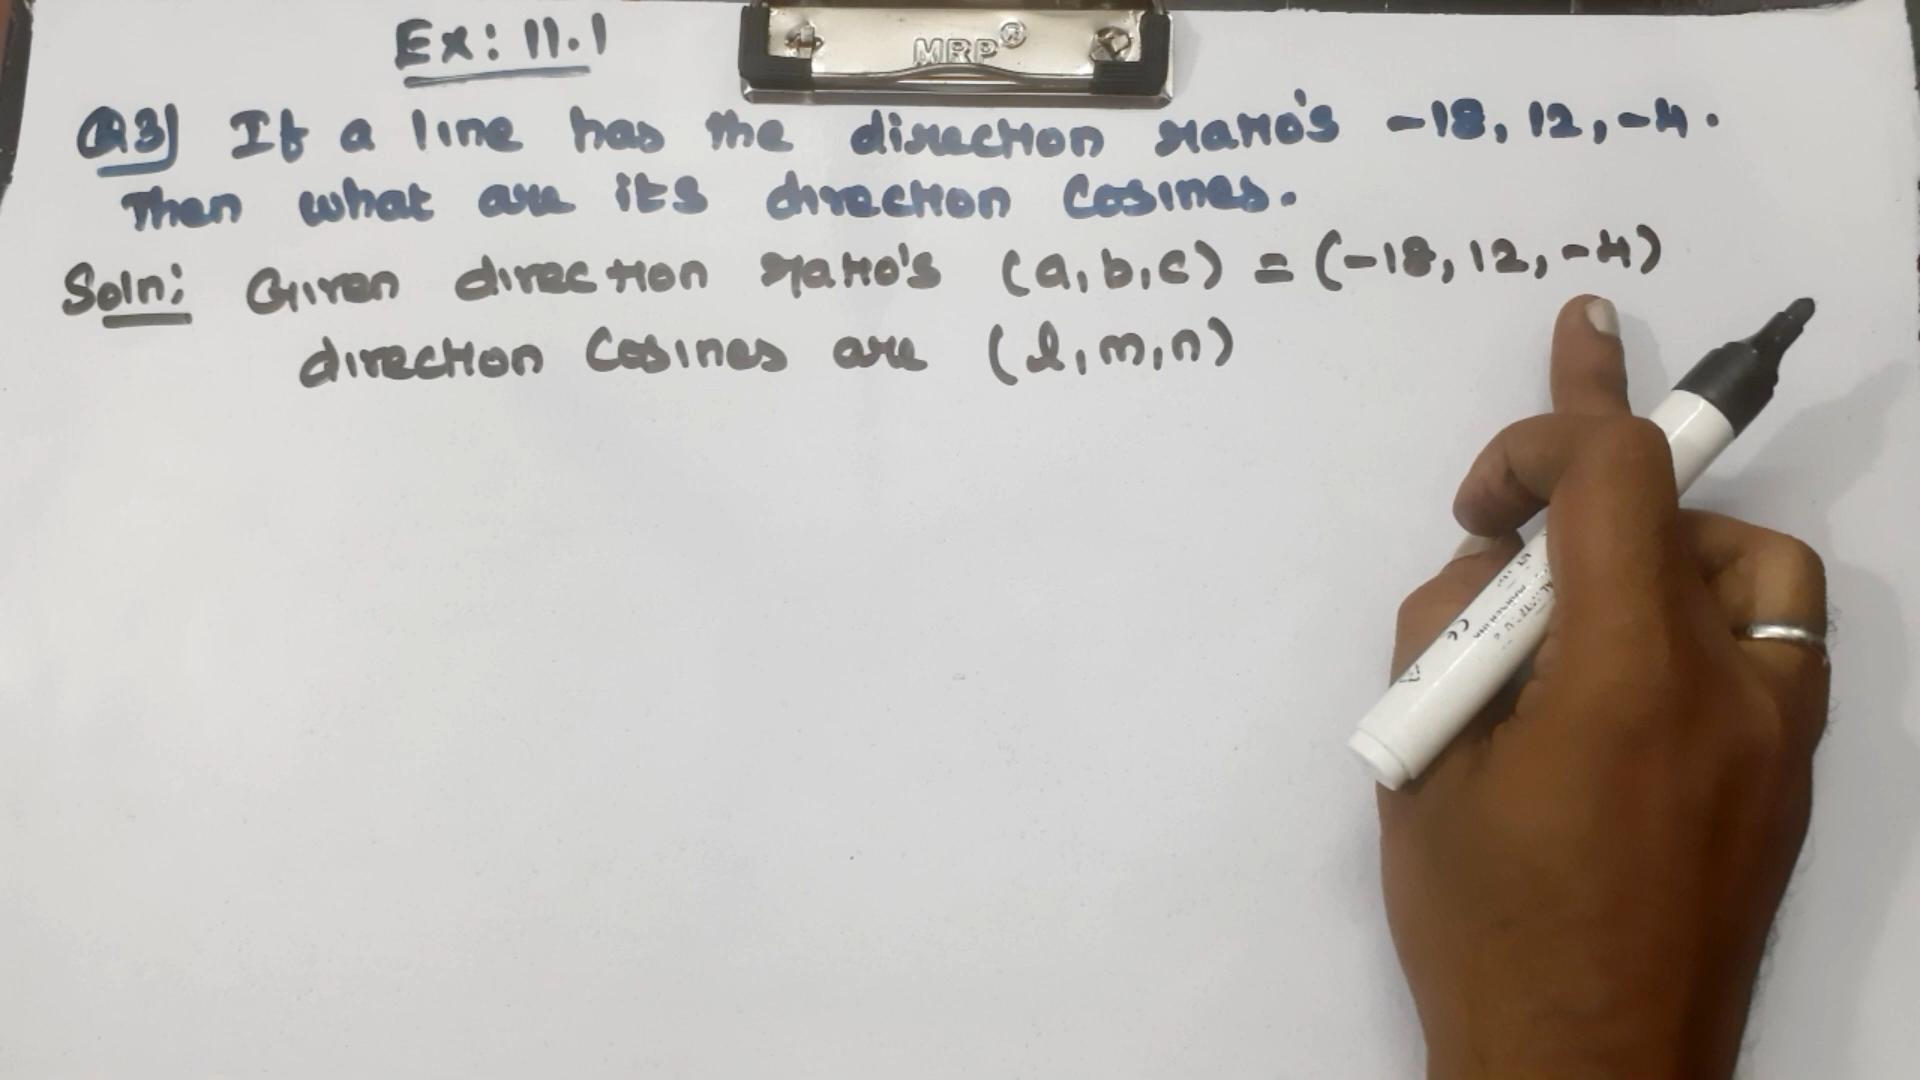 Ex: 11.1
MRP®
Q3) If a line has the direction ratio's -18, 12, -4.
Then what are its direction Cosines.
Soln: Given direction ratio's (a, b, c) = (-18, 12, -4)
direction Cosines are (l, m, n)
CE